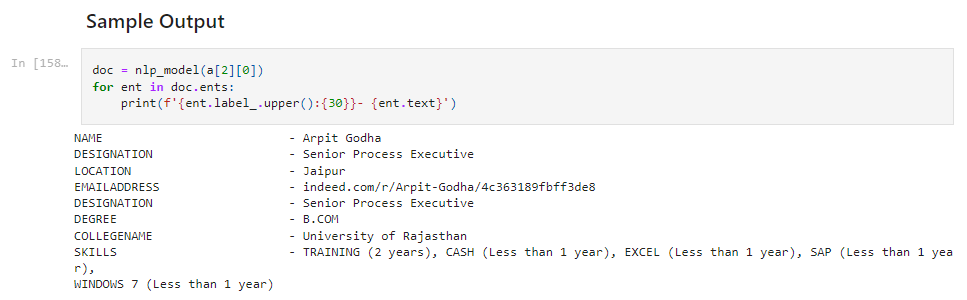 Sample Output
In [158…
doc = nlp_model(a[2][0])
for ent in doc.ents:
    print(f'{ent.label_.upper():{30}}- {ent.text}')
NAME                          - Arpit Godha
DESIGNATION                   - Senior Process Executive
LOCATION                      - Jaipur
EMAILADDRESS                  - indeed.com/r/Arpit-Godha/4c363189fbff3de8
DESIGNATION                   - Senior Process Executive
DEGREE                        - B.COM
COLLEGENAME                   - University of Rajasthan
SKILLS                        - TRAINING (2 years), CASH (Less than 1 year), EXCEL (Less than 1 year), SAP (Less than 1 yea
r),
WINDOWS 7 (Less than 1 year)